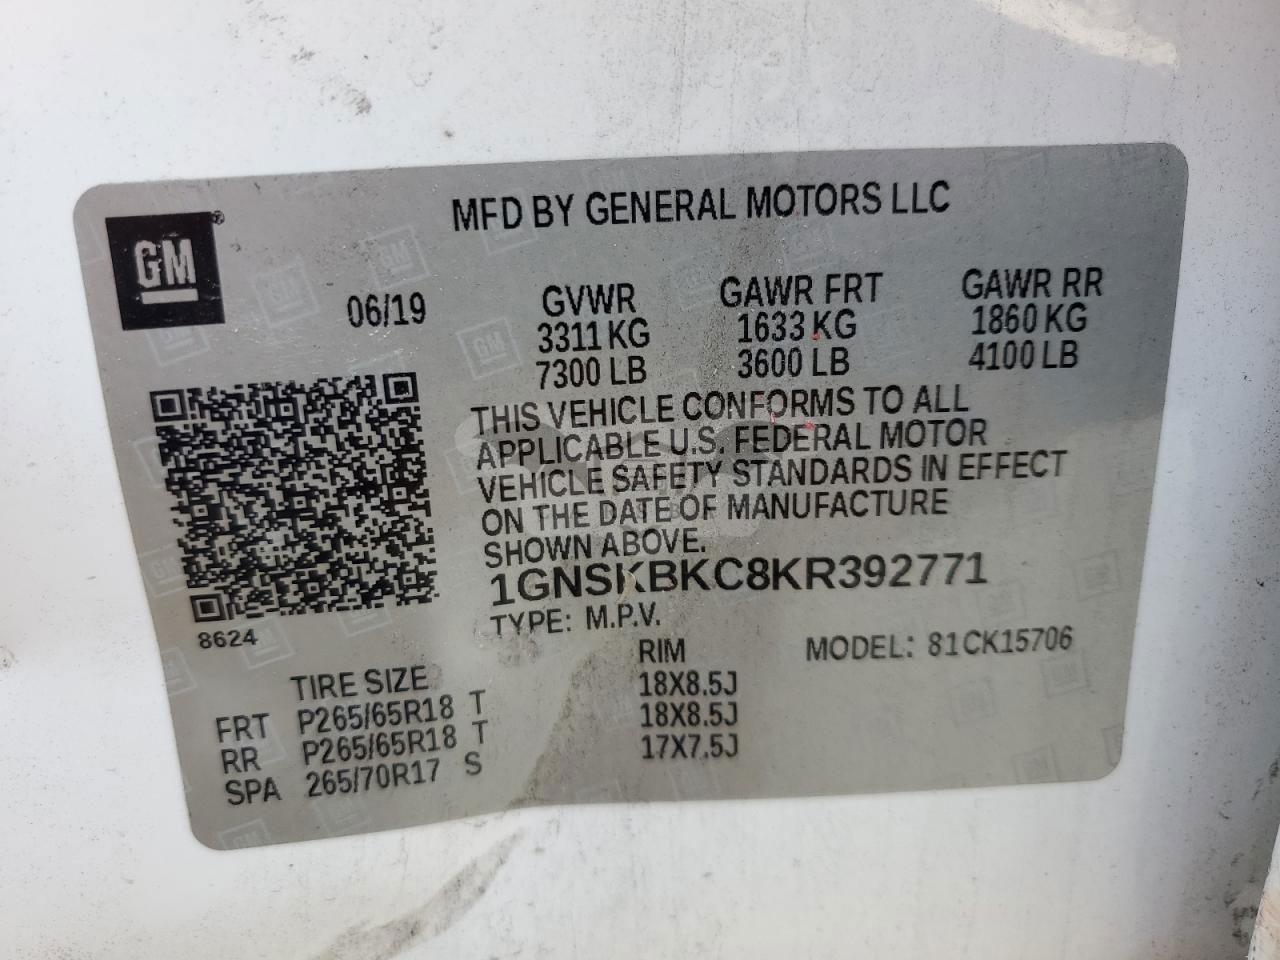 MFD BY GENERAL MOTORS LLC
GM®
06/19
GVWR GAWR FRT GAWR RR
3311 KG 1633 KG 1860 KG
7300 LB 3600 LB 4100 LB
THIS VEHICLE CONFORMS TO ALL
APPLICABLE U.S. FEDERAL MOTOR
VEHICLE SAFETY STANDARDS IN EFFECT
ON THE DATE OF MANUFACTURE
SHOWN ABOVE.
1GNSKBKC8KR392771
8624
TYPE: M.P.V.
MODEL: 81CK15706
TIRE SIZE RIM
FRT P265/65R18 T 18X8.5J
RR P265/65R18 T 18X8.5J
SPA 265/70R17 S 17X7.5J